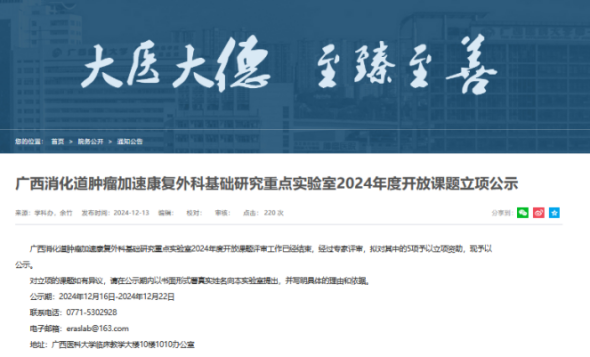 大医大德 至臻至善
您的位置： 首页 > 院务公开 > 通知公告
广西消化道肿瘤加速康复外科基础研究重点实验室2024年度开放课题立项公示
来源：学科办，余竹 发布时间：2024-12-13 编辑： 校对： 审核： 点击：220 次 分享到：
广西消化道肿瘤加速康复外科基础研究重点实验室2024年度开放课题评审工作已经结束，经过专家评审，拟对其中的5项予以立项资助，现予以
公示。
对立项的课题如有异议，请在公示期内以书面形式署真实姓名向本实验室提出，并写明具体的理由和依据。
公示期：2024年12月16日-2024年12月22日
联系电话：0771-5302928
电子邮箱：eraslab@163.com
地址：广西医科大学临床教学大楼10楼1010办公室